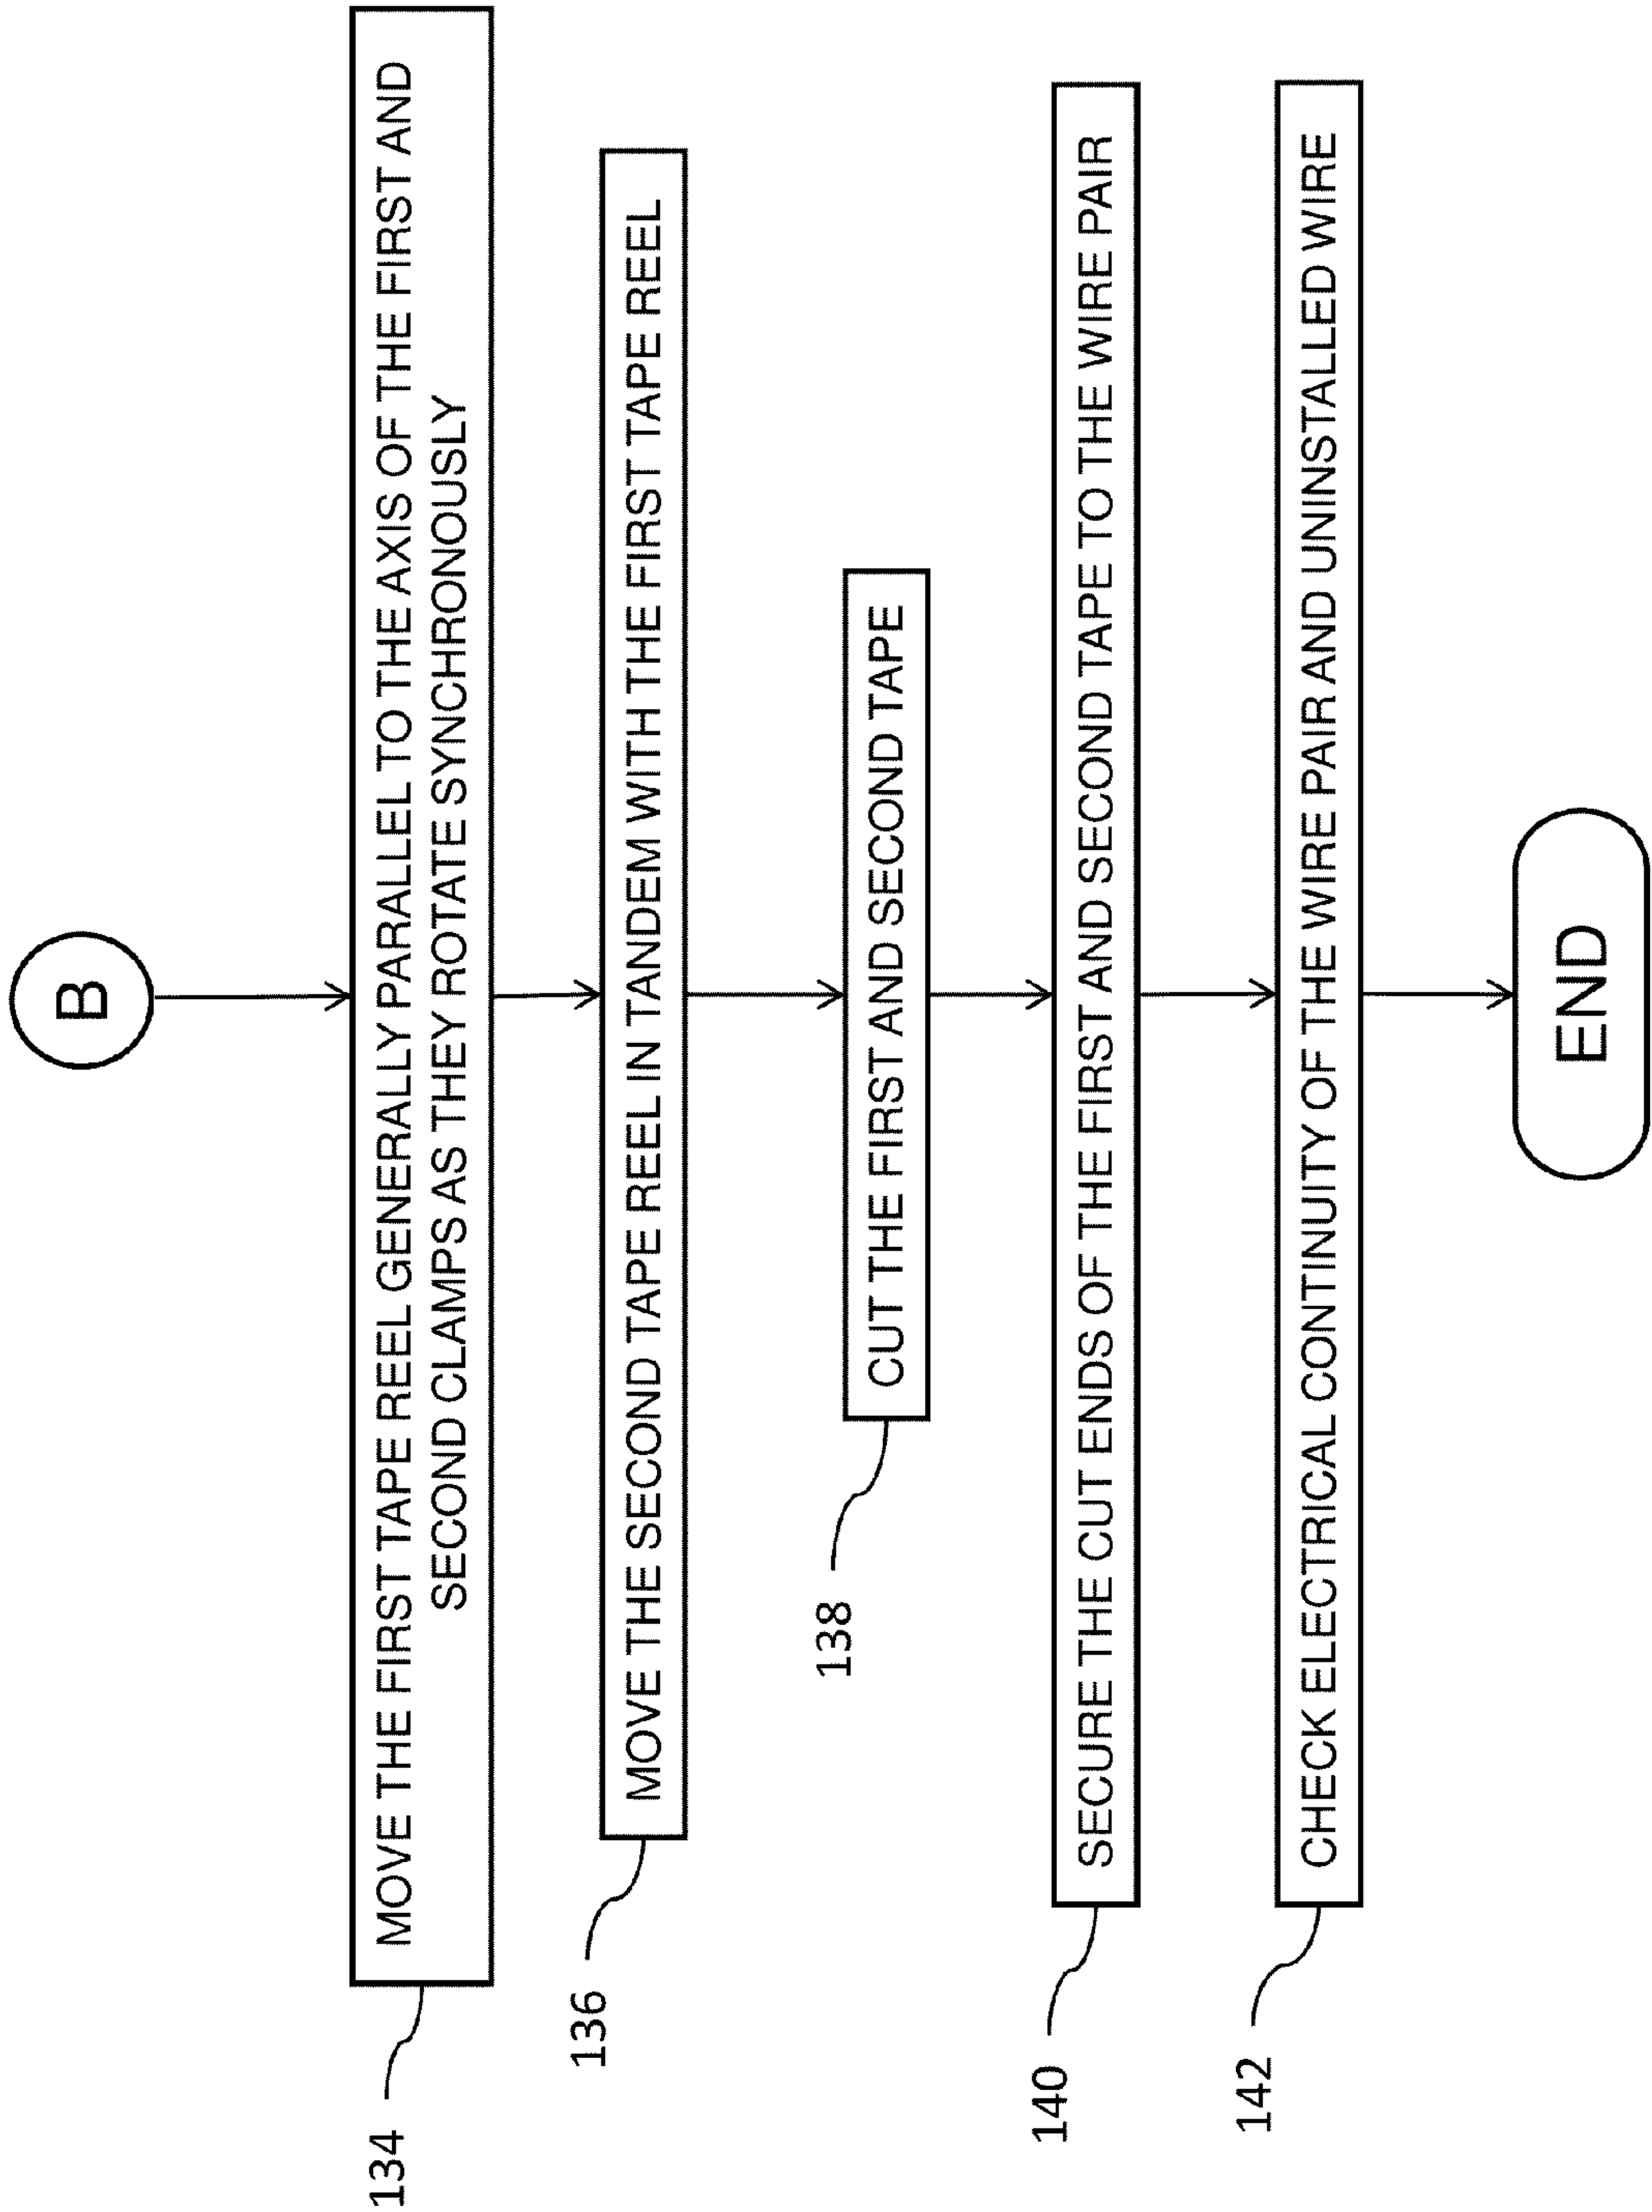 B
134
MOVE THE FIRST TAPE REEL GENERALLY PARALLEL TO THE AXIS OF THE FIRST AND
SECOND CLAMPS AS THEY ROTATE SYNCHRONOUSLY
136
MOVE THE SECOND TAPE REEL IN TANDEM WITH THE FIRST TAPE REEL
138
CUT THE FIRST AND SECOND TAPE
140
SECURE THE CUT ENDS OF THE FIRST AND SECOND TAPE TO THE WIRE PAIR
142
CHECK ELECTRICAL CONTINUITY OF THE WIRE PAIR AND UNINSTALLED WIRE
END